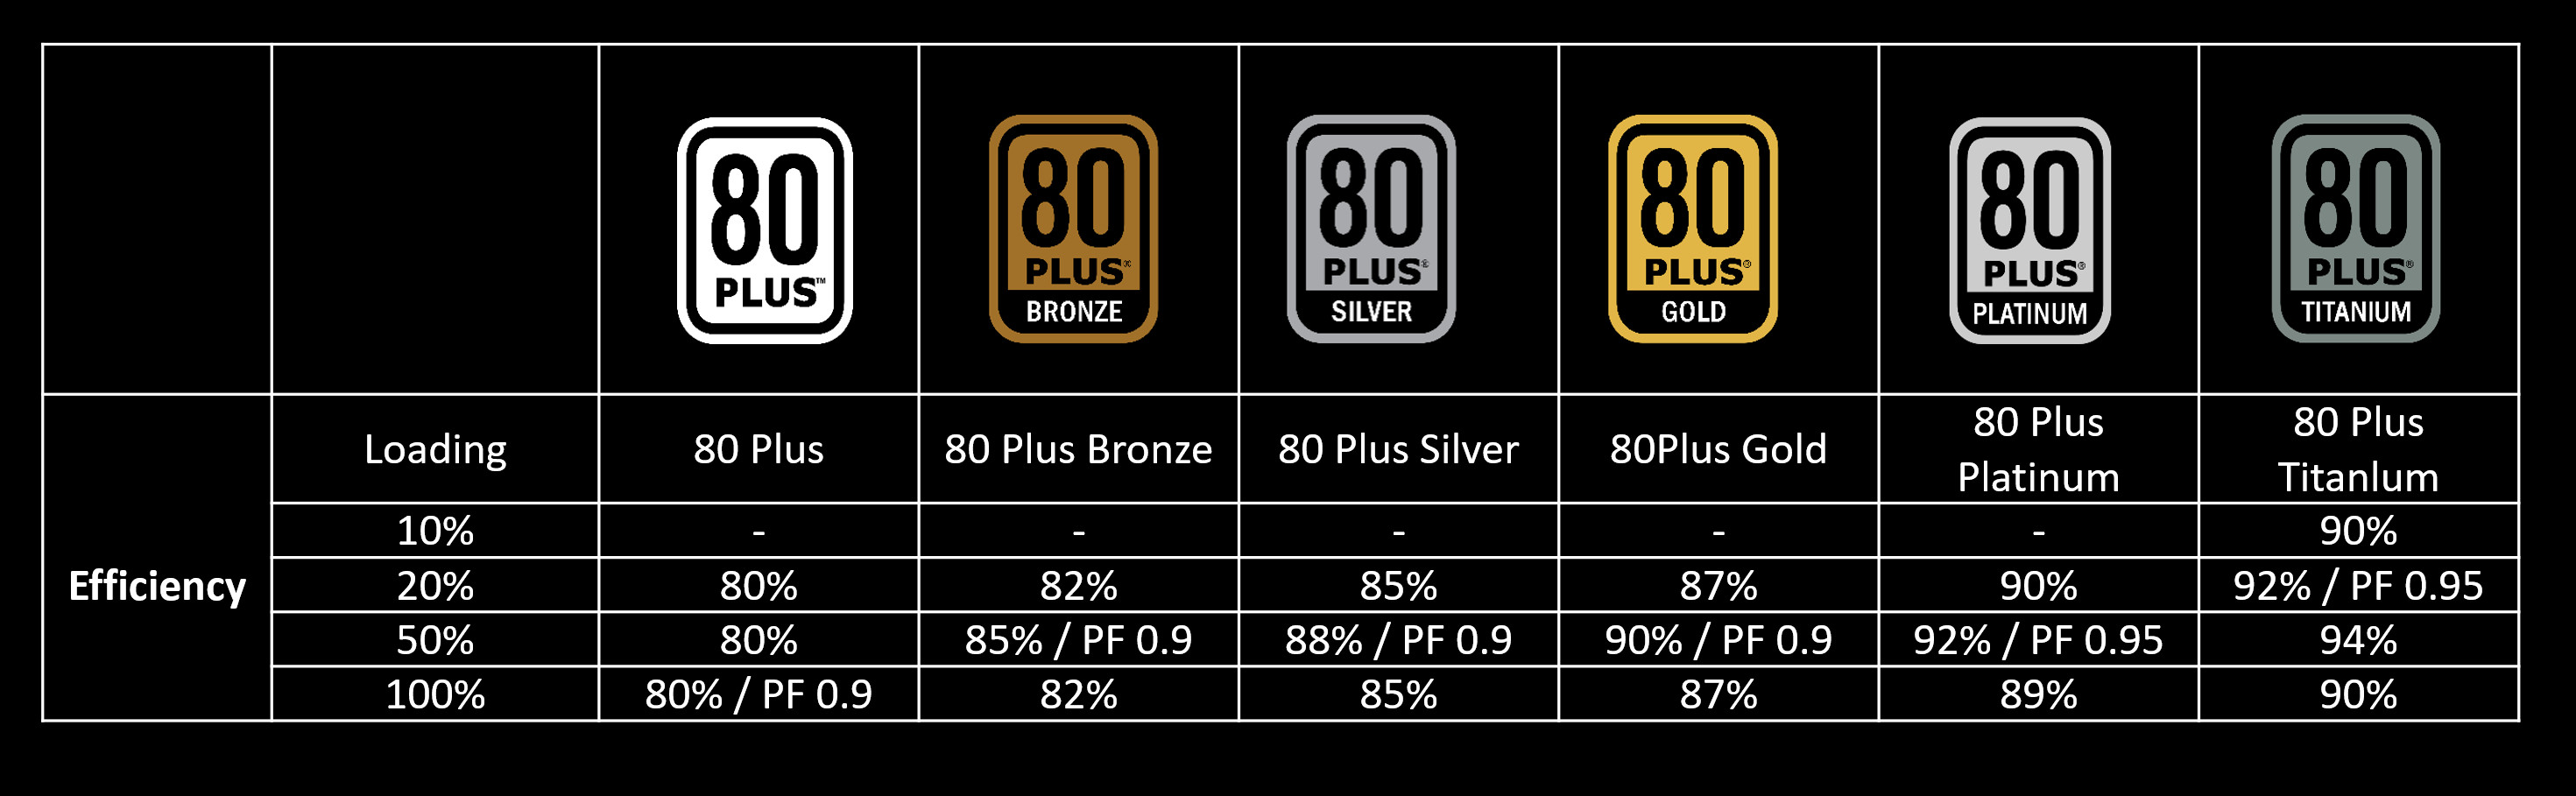 80
PLUS™
80
PLUS®
BRONZE
80
PLUS®
SILVER
80
PLUS®
GOLD
80
PLUS®
PLATINUM
80
PLUS®
TITANIUM
Efficiency
Loading
80 Plus
80 Plus Bronze
80 Plus Silver
80Plus Gold
80 Plus
Platinum
80 Plus
Titanlum
10% - - - - - 90%
20% 80% 82% 85% 87% 90% 92% / PF 0.95
50% 80% 85% / PF 0.9 88% / PF 0.9 90% / PF 0.9 92% / PF 0.95 94%
100% 80% / PF 0.9 82% 85% 87% 89% 90%